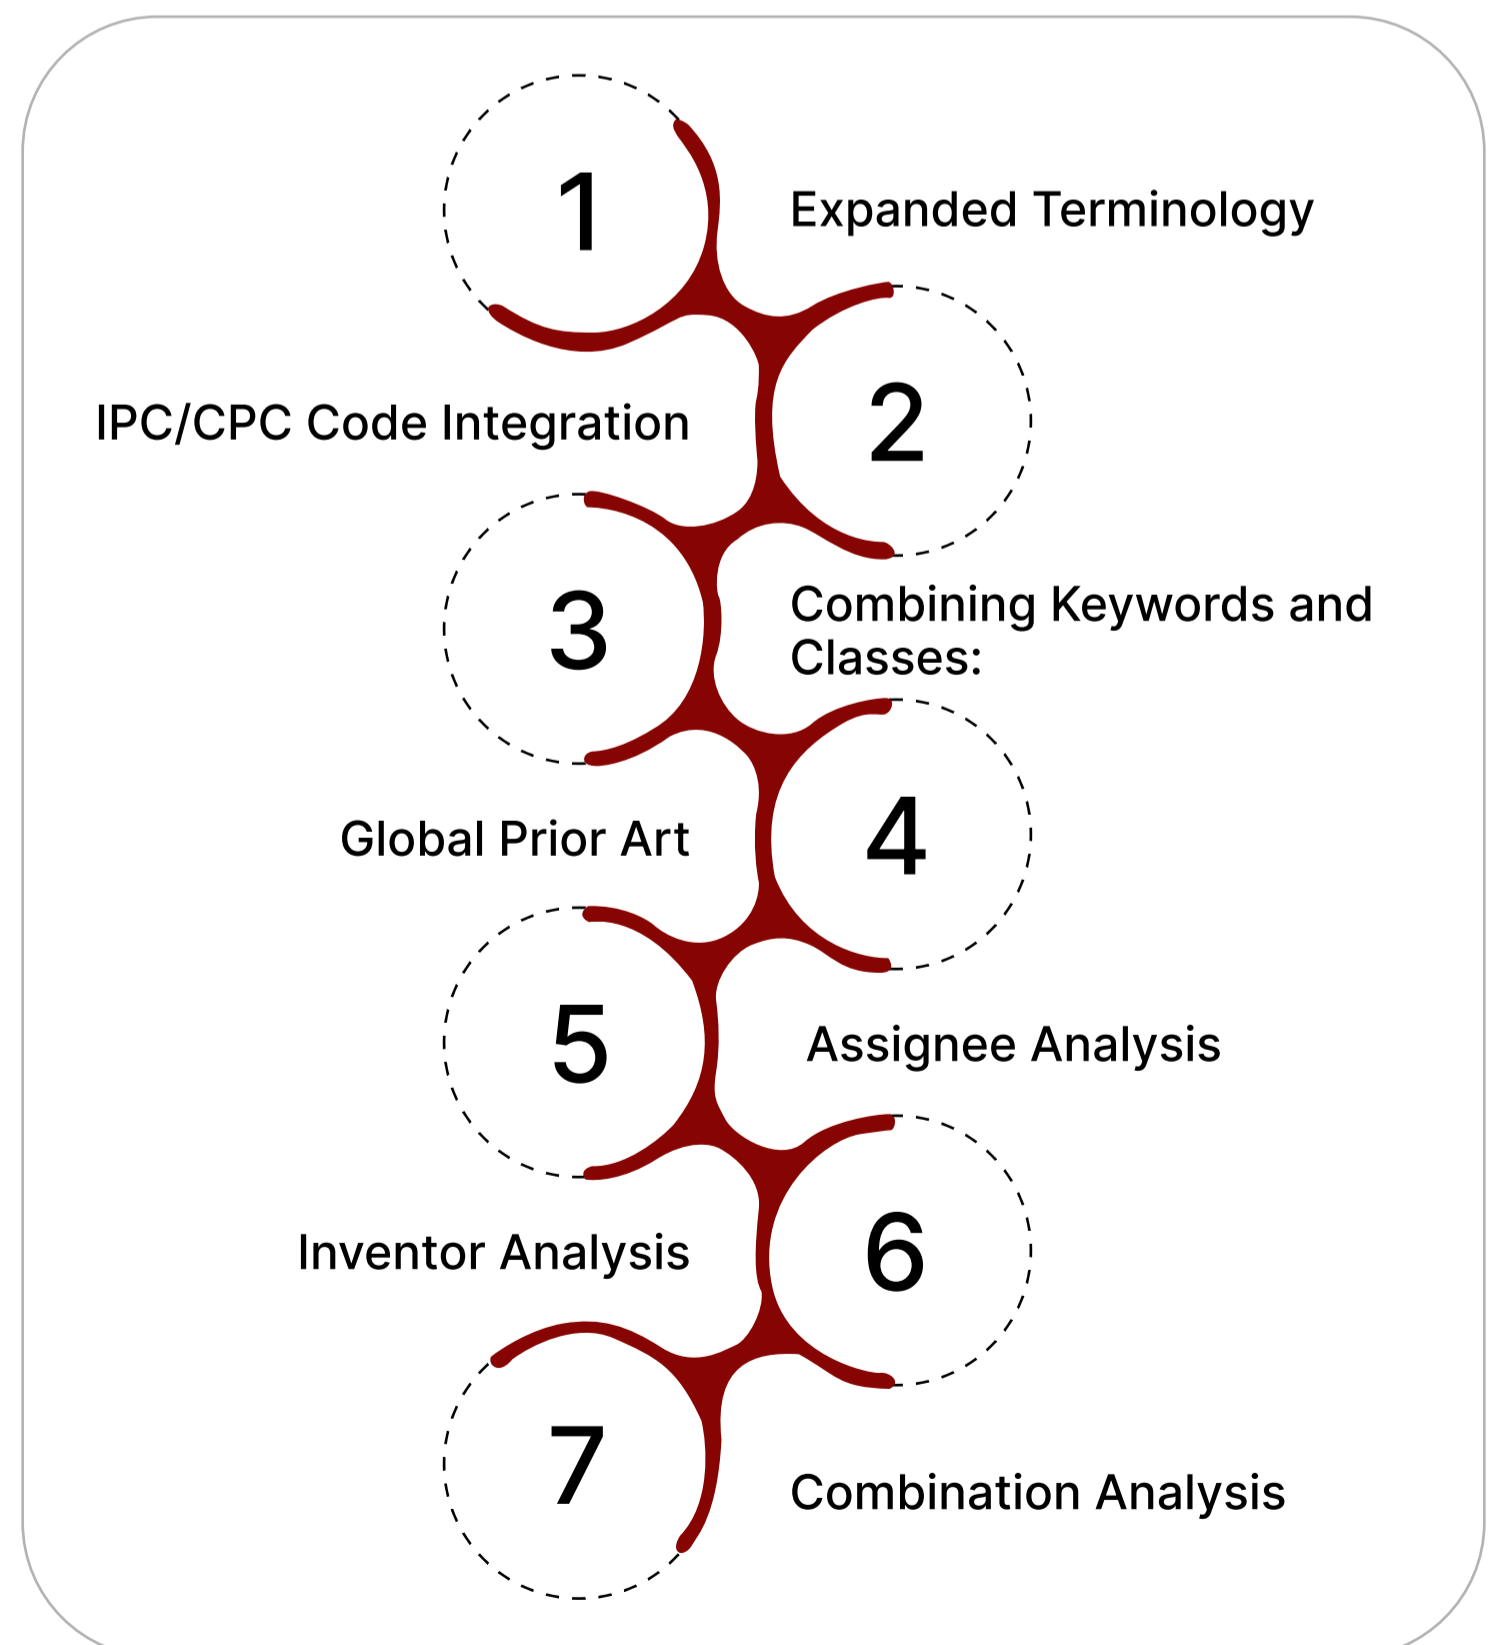 1
Expanded Terminology
IPC/CPC Code Integration
2
3
Combining Keywords and
Classes:
Global Prior Art
4
5
Assignee Analysis
Inventor Analysis
6
7
Combination Analysis